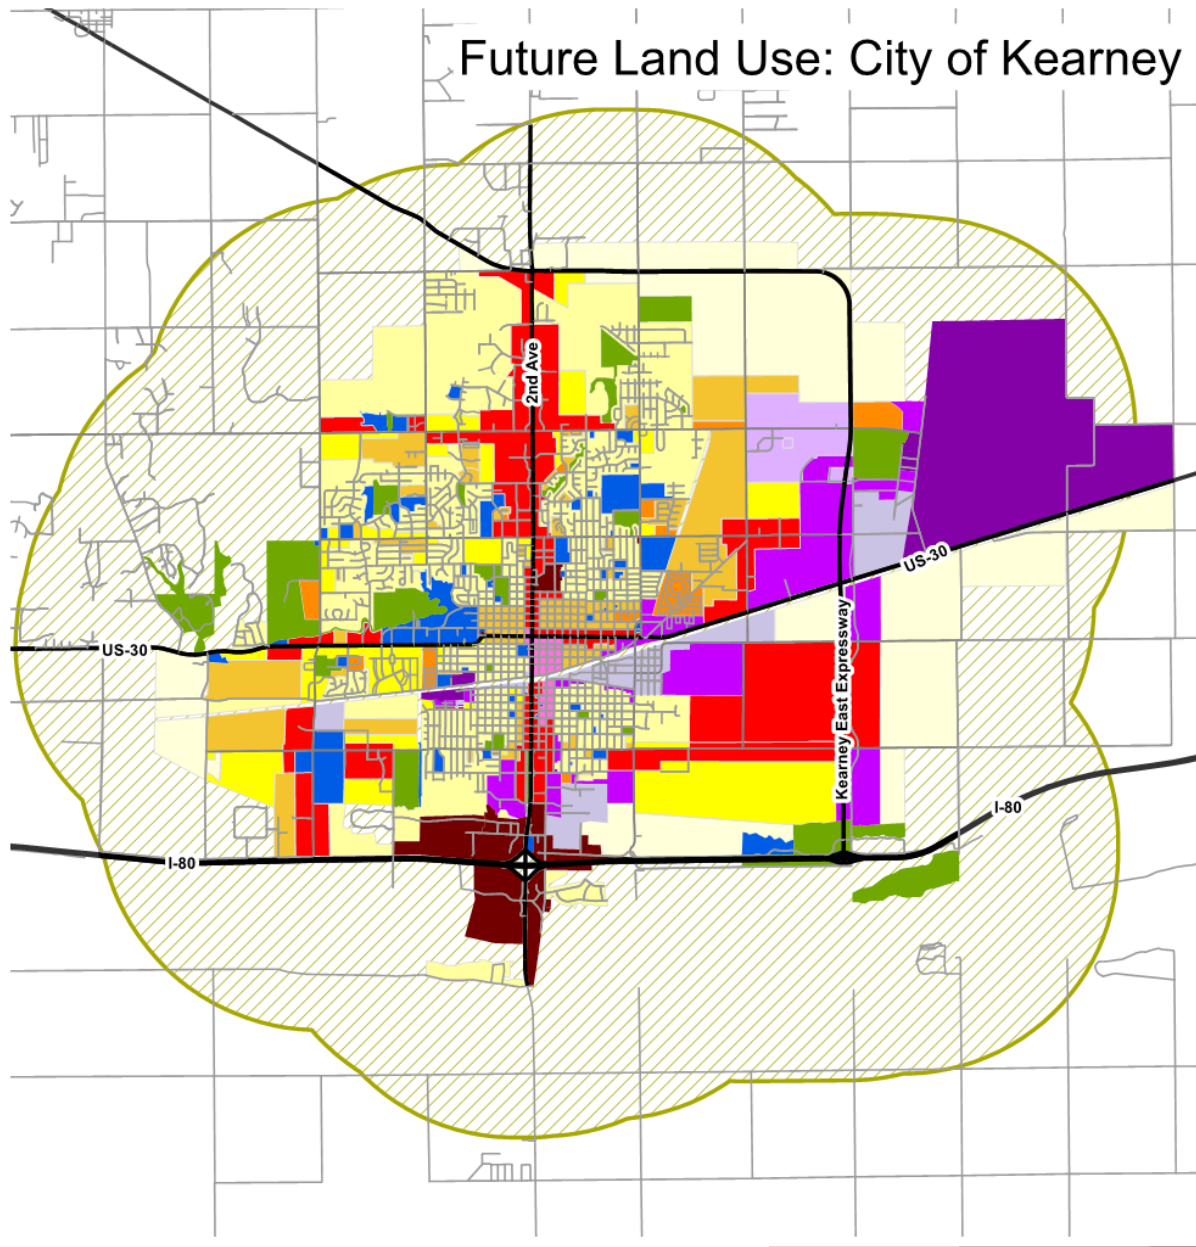 Future Land Use: City of Kearney
2nd Ave
US-30
US-30
Kearney East Expressway
I-80
I-80